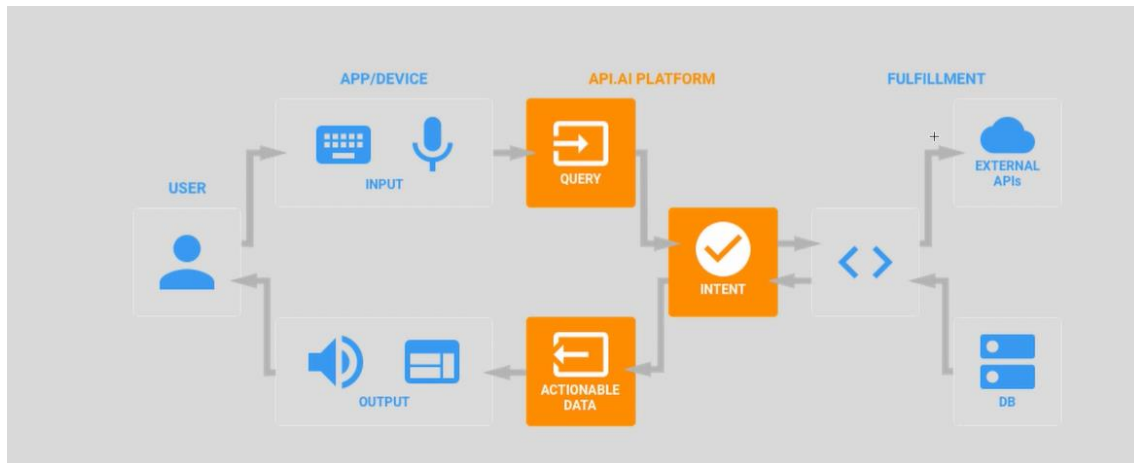 APP/DEVICE
API.AI PLATFORM
FULFILLMENT
USER
INPUT
QUERY
EXTERNAL
APIs
INTENT
OUTPUT
ACTIONABLE
DATA
DB